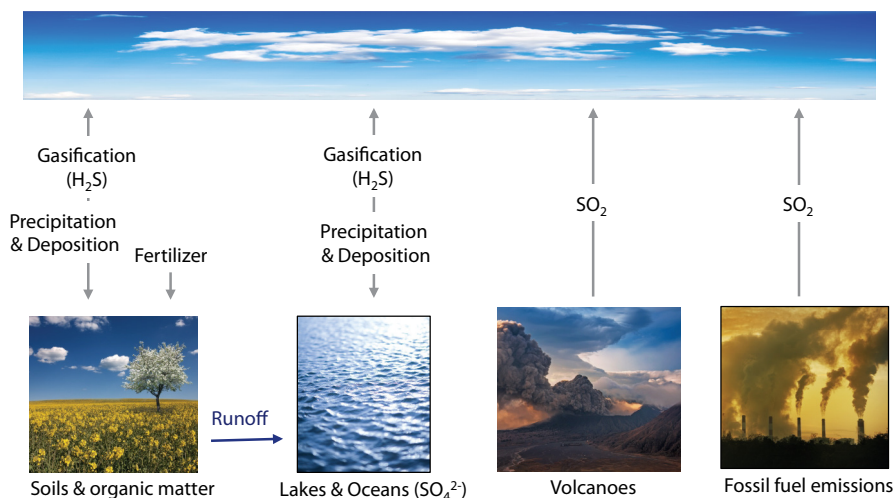 Gasification
(H₂S)
Precipitation
& Deposition
Fertilizer
Gasification
(H₂S)
Precipitation
& Deposition
SO₂
SO₂
Runoff
Soils & organic matter
Lakes & Oceans (SO₄²⁻)
Volcanoes
Fossil fuel emissions